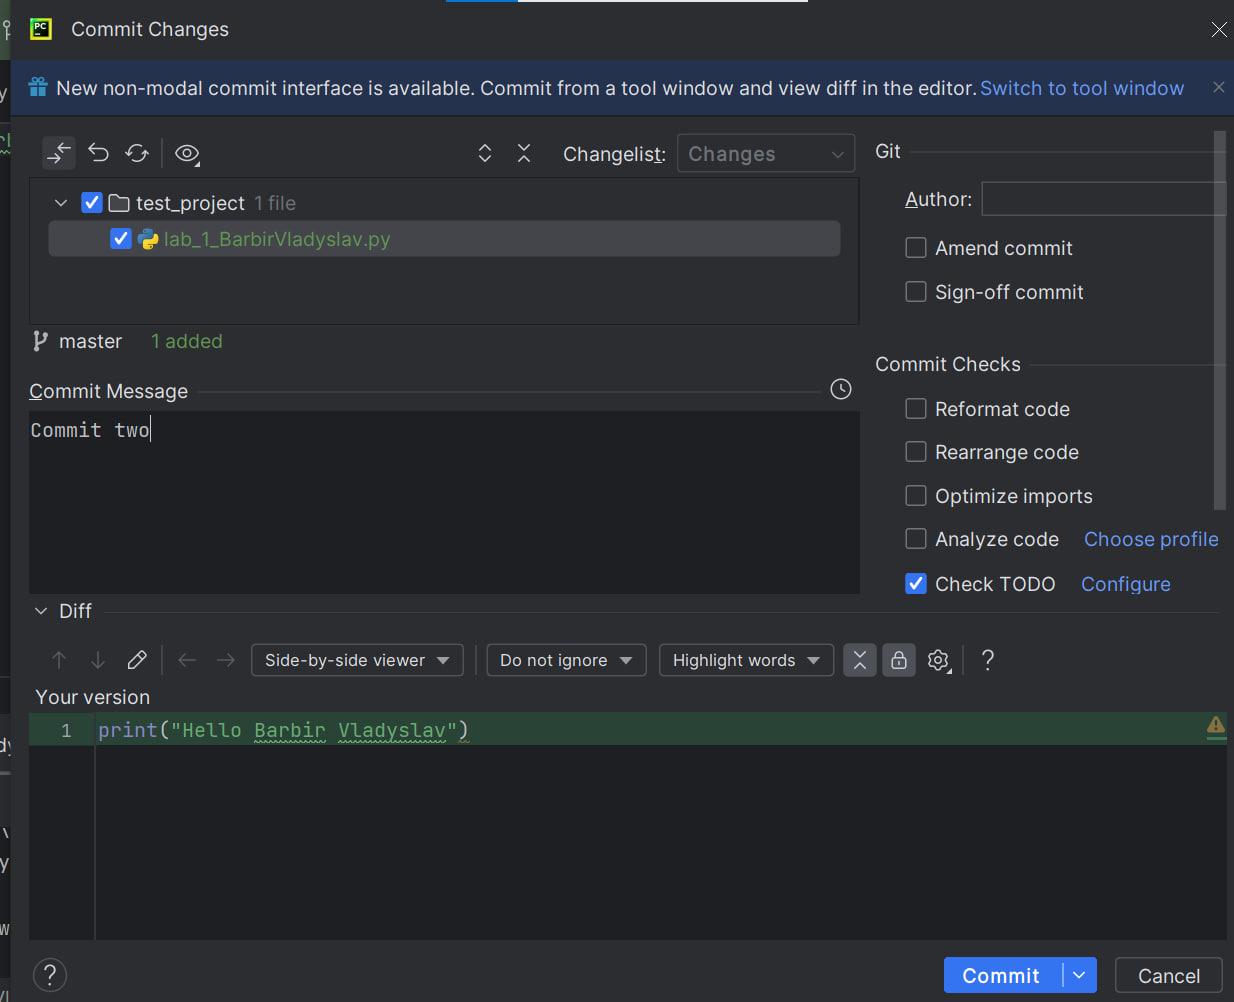 PC
Commit Changes
New non-modal commit interface is available. Commit from a tool window and view diff in the editor. Switch to tool window
Changelist: Changes
Git
test_project 1 file
Author:
lab_1_BarbirVladyslav.py
Amend commit
Sign-off commit
master 1 added
Commit Checks
Commit Message
Reformat code
Commit two
Rearrange code
Optimize imports
Analyze code Choose profile
Check TODO Configure
Diff
Side-by-side viewer Do not ignore Highlight words ?
Your version
1 print("Hello Barbir Vladyslav")
? Commit Cancel